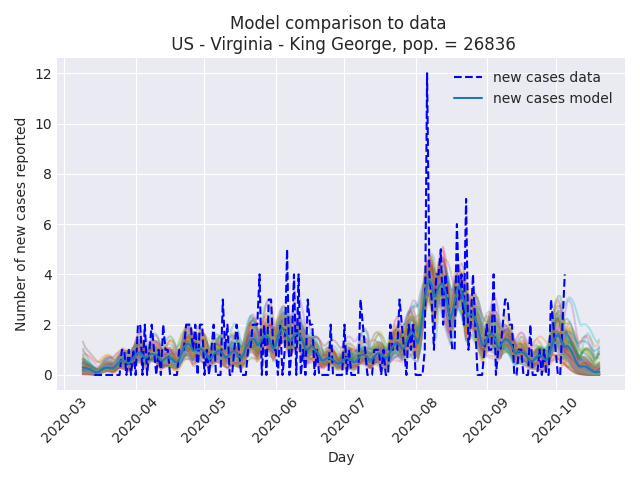 Model comparison to data
US - Virginia - King George, pop. = 26836
new cases data
new cases model
Number of new cases reported
12
10
8
6
4
2
0
2020-03
2020-04
2020-05
2020-06
2020-07
2020-08
2020-09
2020-10
Day